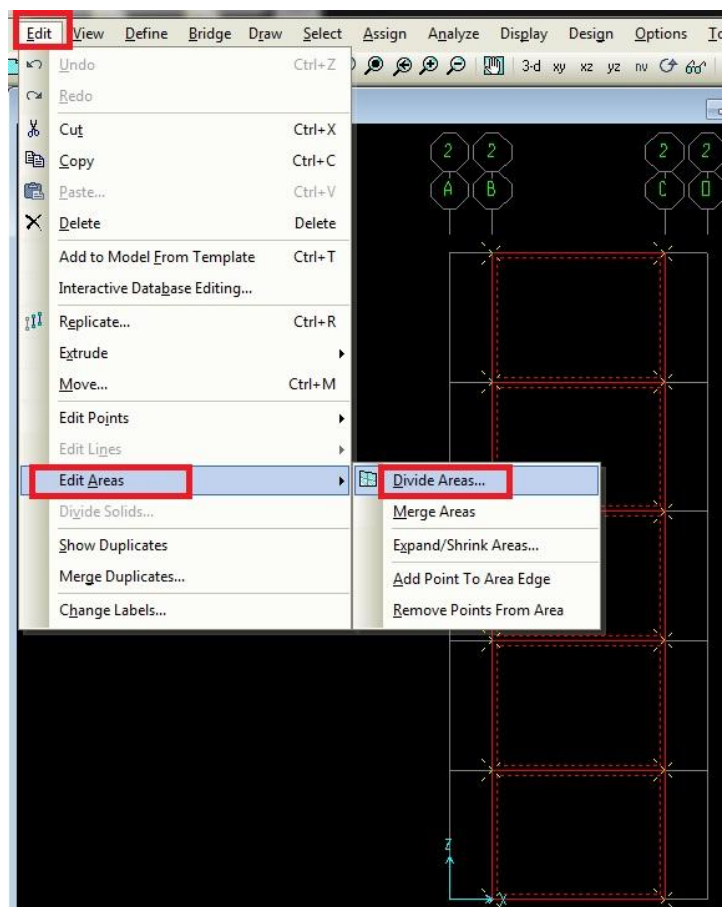 Edit View Define Bridge Draw Select Assign Analyze Display Design Options
3-d xy xz yz nv
Undo Ctrl+Z
Redo
Cut Ctrl+X
Copy Ctrl+C
Paste... Ctrl+V
Delete Delete
Add to Model From Template Ctrl+T
Interactive Database Editing...
Replicate... Ctrl+R
Extrude
Move... Ctrl+M
Edit Points
Edit Lines
Edit Areas
Divide Solids...
Show Duplicates
Merge Duplicates...
Change Labels...
Divide Areas...
Merge Areas
Expand/Shrink Areas...
Add Point To Area Edge
Remove Points From Area
2 2 2 2
A B C D
Z
X